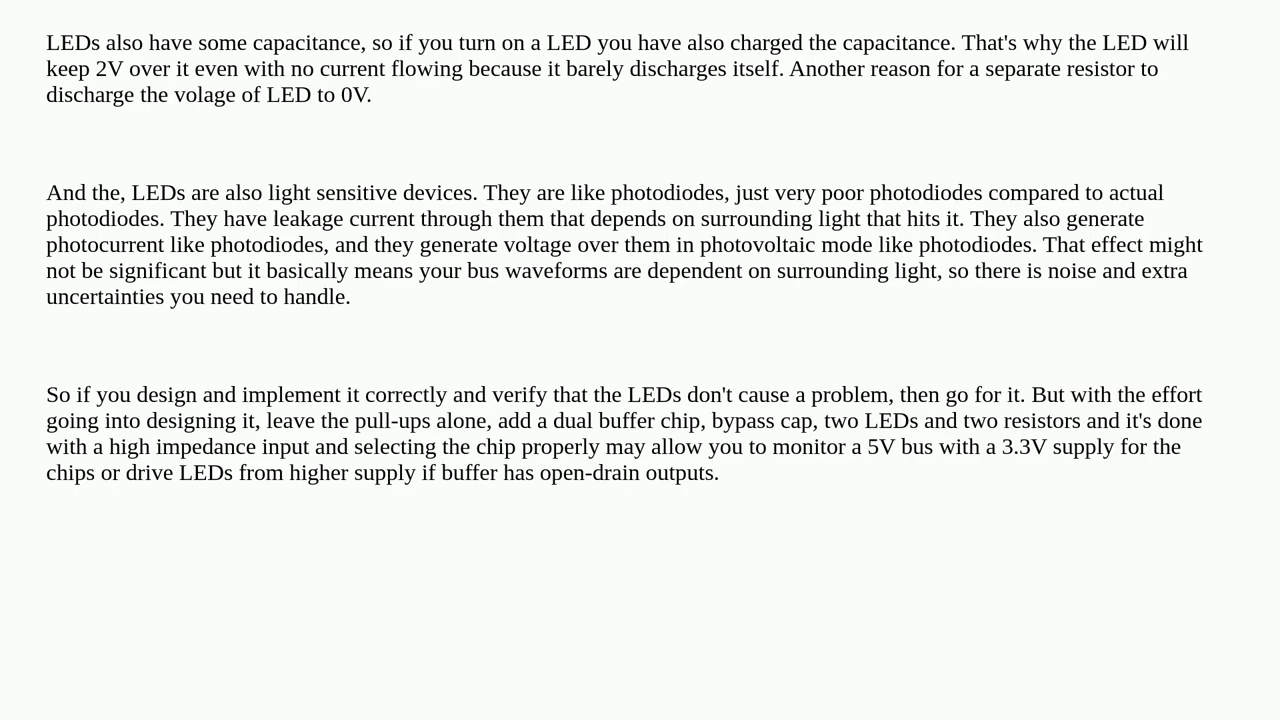 LEDs also have some capacitance, so if you turn on a LED you have also charged the capacitance. That's why the LED will
keep 2V over it even with no current flowing because it barely discharges itself. Another reason for a separate resistor to
discharge the volage of LED to 0V.
And the, LEDs are also light sensitive devices. They are like photodiodes, just very poor photodiodes compared to actual
photodiodes. They have leakage current through them that depends on surrounding light that hits it. They also generate
photocurrent like photodiodes, and they generate voltage over them in photovoltaic mode like photodiodes. That effect might
not be significant but it basically means your bus waveforms are dependent on surrounding light, so there is noise and extra
uncertainties you need to handle.
So if you design and implement it correctly and verify that the LEDs don't cause a problem, then go for it. But with the effort
going into designing it, leave the pull-ups alone, add a dual buffer chip, bypass cap, two LEDs and two resistors and it's done
with a high impedance input and selecting the chip properly may allow you to monitor a 5V bus with a 3.3V supply for the
chips or drive LEDs from higher supply if buffer has open-drain outputs.